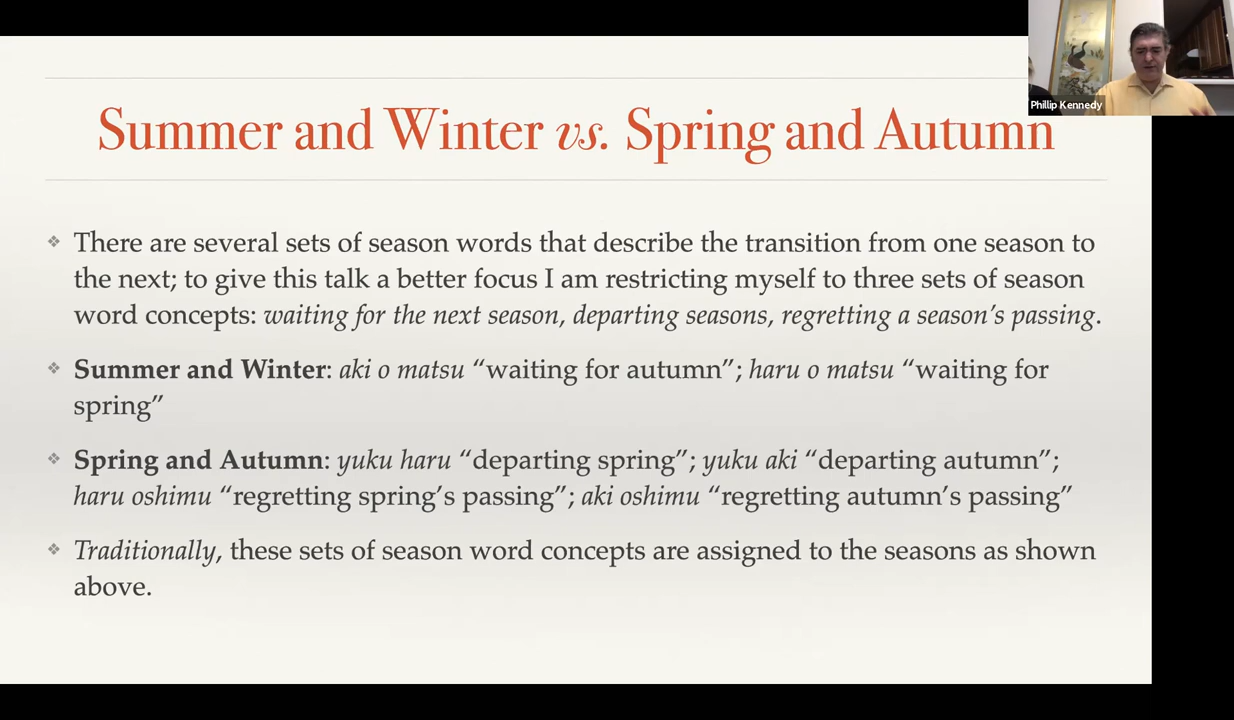 Summer and Winter vs. Spring and Autumn
Phillip Kennedy
There are several sets of season words that describe the transition from one season to
the next; to give this talk a better focus I am restricting myself to three sets of season
word concepts: waiting for the next season, departing seasons, regretting a season’s passing.
Summer and Winter: aki o matsu “waiting for autumn”; haru o matsu “waiting for
spring”
Spring and Autumn: yuku haru “departing spring”; yuku aki “departing autumn”;
haru oshimu “regretting spring’s passing”; aki oshimu “regretting autumn’s passing”
Traditionally, these sets of season word concepts are assigned to the seasons as shown
above.